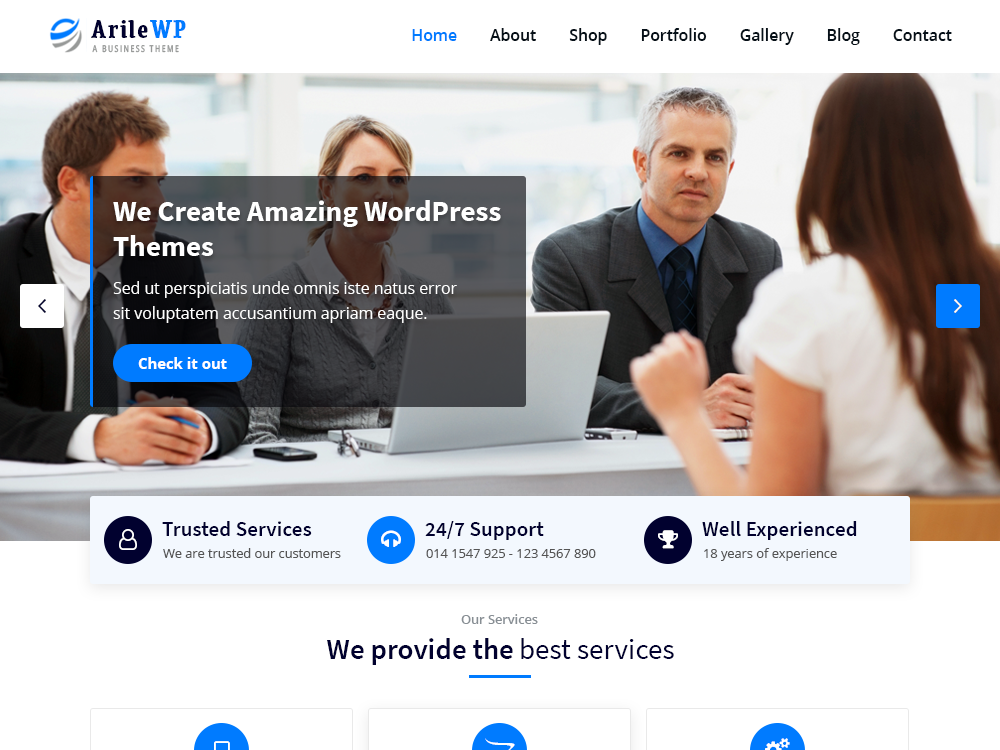 ArileWP
A BUSINESS THEME
Home About Shop Portfolio Gallery Blog Contact
We Create Amazing WordPress
Themes
Sed ut perspiciatis unde omnis iste natus error
sit voluptatem accusantium apriam eaque.
Check it out
Trusted Services
We are trusted our customers
24/7 Support
014 1547 925 - 123 4567 890
Well Experienced
18 years of experience
Our Services
We provide the best services